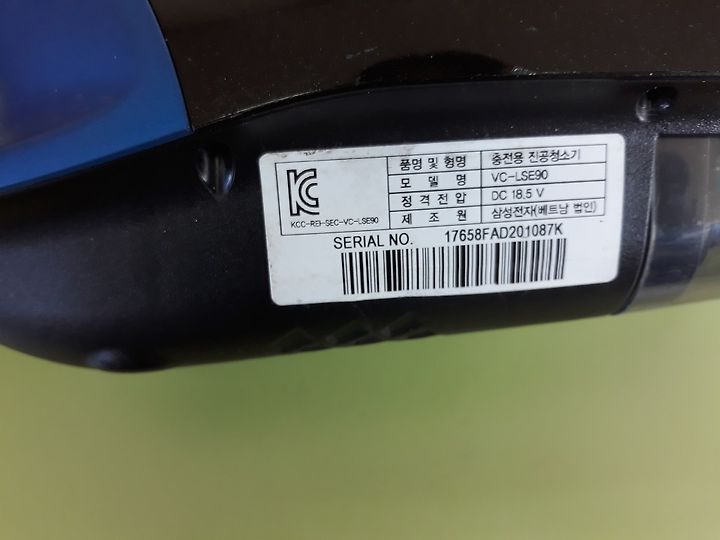 KC
품명 및 형명 충전용 진공청소기
모 델 명 VC-LSE90
정 격 전 압 DC 18.5 V
제 조 원 삼성전자(베트남 법인)
KCC-REI-SEC-VC-LSE90
SERIAL NO. 17658FAD201087K